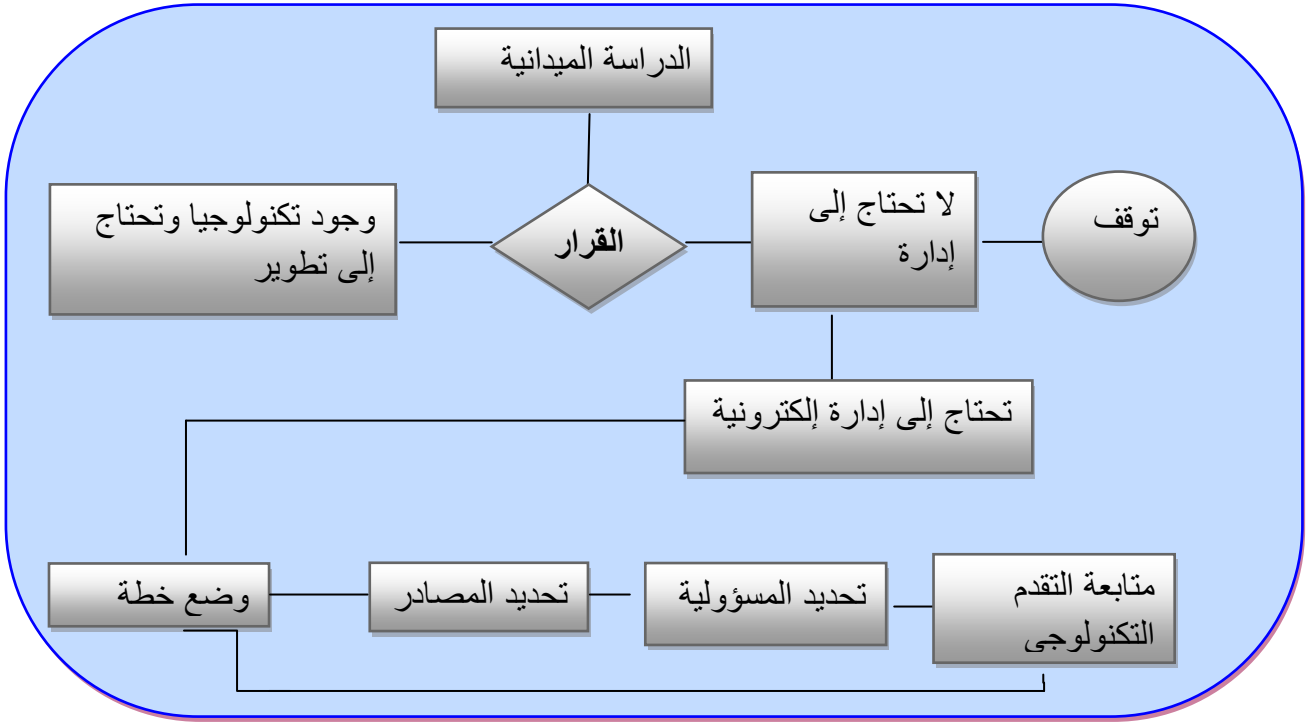 الدراسة الميدانية
توقف
لا تحتاج إلى
إدارة
القرار
وجود تكنولوجيا وتحتاج
إلى تطوير
تحتاج إلى إدارة إلكترونية
متابعة التقدم
التكنولوجى
تحديد المسؤولية
تحديد المصادر
وضع خطة